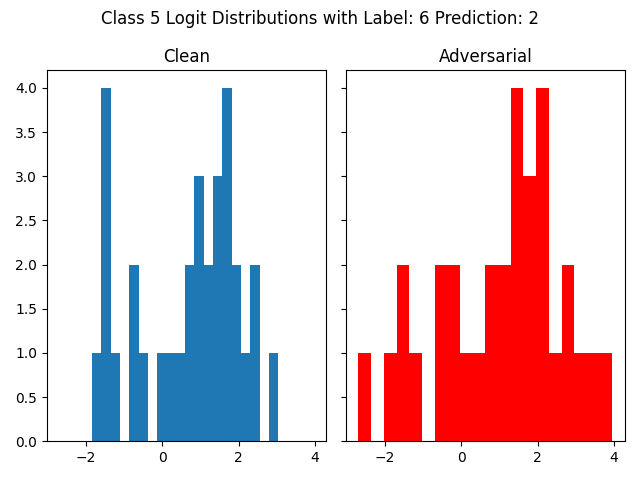 Class 5 Logit Distributions with Label: 6 Prediction: 2
Clean
Adversarial
4.0
3.5
3.0
2.5
2.0
1.5
1.0
0.5
0.0
−2 0 2 4
−2 0 2 4